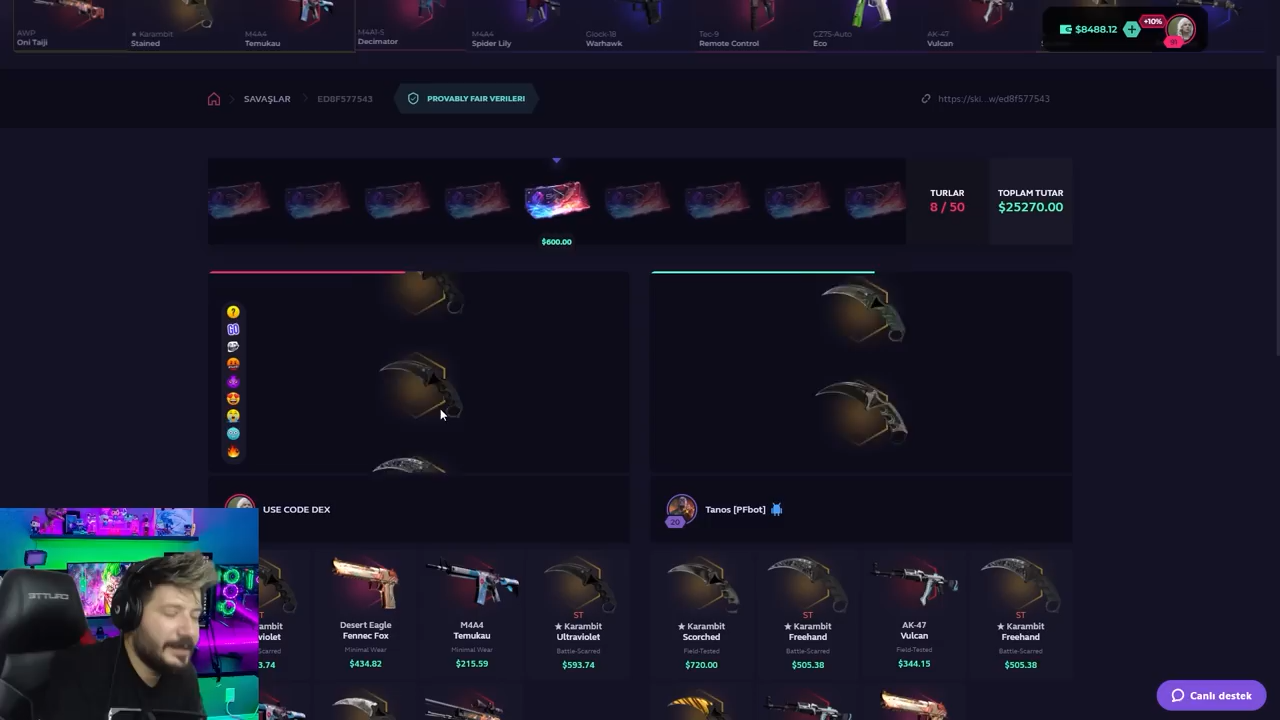 AWP
Oni Taiji
★ Karambit
Stained
M4A4
Temukau
M4A1-S
Decimator
M4A4
Spider Lily
Glock-18
Warhawk
Tec-9
Remote Control
CZ75-Auto
Eco
AK-47
Vulcan
$8488.12
+10%
SAVAŞLAR
ED8F577543
PROVABLY FAIR VERILERI
https://ski...w/ed8f577543
TURLAR
8 / 50
TOPLAM TUTAR
$25270.00
$600.00
GO
USE CODE DEX
Tanos [PFbot]
20
Desert Eagle
Fennec Fox
Minimal Wear
$434.82
M4A4
Temukau
Minimal Wear
$215.59
ST
★ Karambit
Ultraviolet
Battle-Scarred
$593.74
★ Karambit
Scorched
Field-Tested
$720.00
ST
★ Karambit
Freehand
Battle-Scarred
$505.38
AK-47
Vulcan
Field-Tested
$344.15
ST
★ Karambit
Freehand
Battle-Scarred
$505.38
Canlı destek